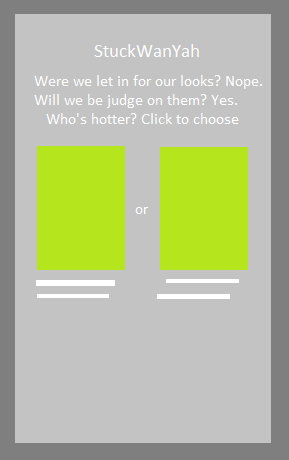 StuckWanYah
Were we let in for our looks? Nope.
Will we be judge on them? Yes.
Who's hotter? Click to choose
or